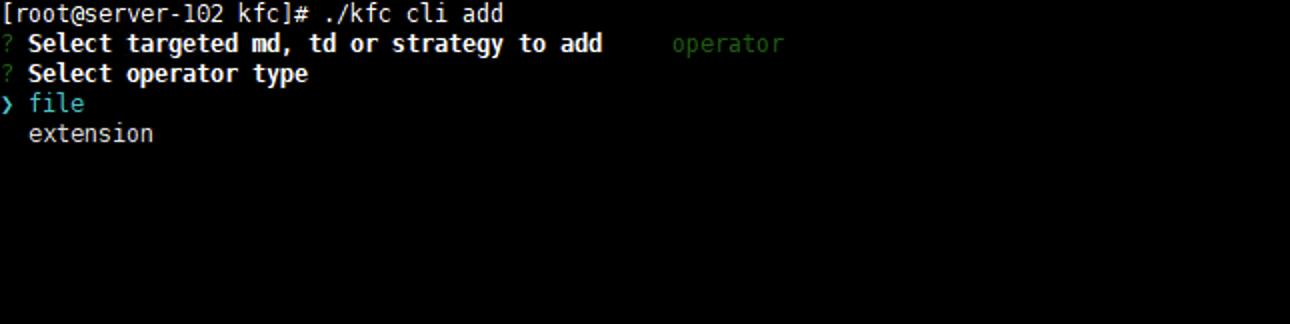 [root@server-102 kfc]# ./kfc cli add
? Select targeted md, td or strategy to add operator
? Select operator type
❯ file
extension